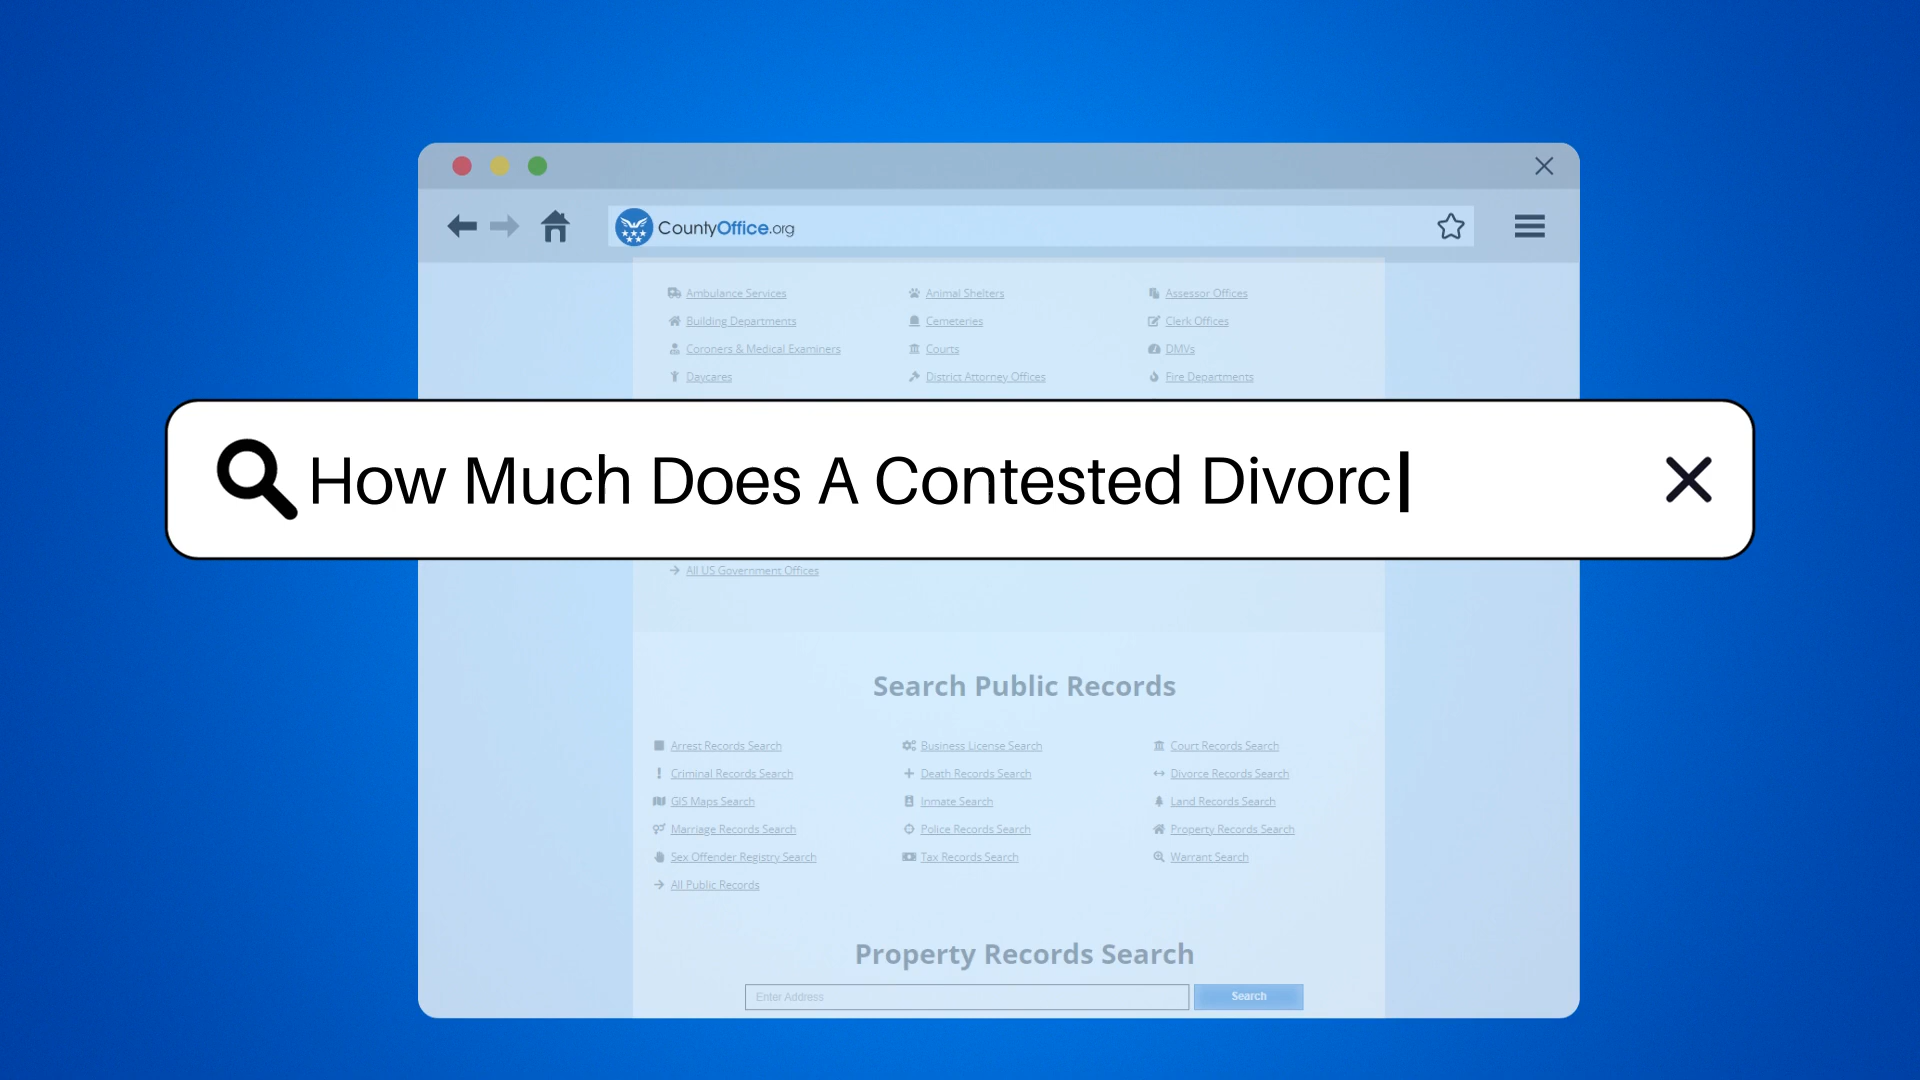 CountyOffice.org
Ambulance Services Animal Shelters Assessor Offices
Building Departments Cemeteries Clerk Offices
Coroners & Medical Examiners Courts DMVs
Daycares District Attorney Offices Fire Departments
How Much Does A Contested Divorc
All US Government Offices
Search Public Records
Arrest Records Search Business License Search Court Records Search
Criminal Records Search Death Records Search Divorce Records Search
GIS Maps Search Inmate Search Land Records Search
Marriage Records Search Police Records Search Property Records Search
Sex Offender Registry Search Tax Records Search Warrant Search
All Public Records
Property Records Search
Enter Address Search